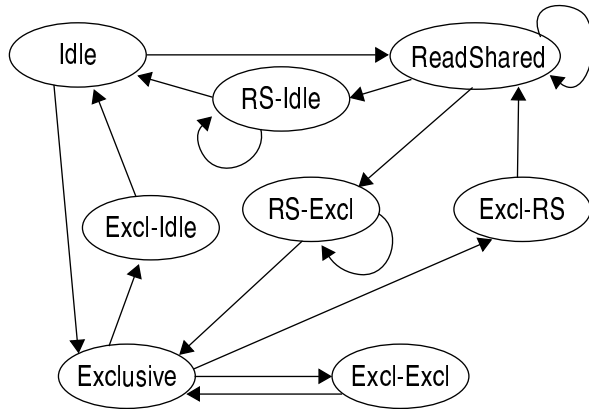 Idle
ReadShared
RS-Idle
RS-Excl
Excl-RS
Excl-Idle
Exclusive
Excl-Excl